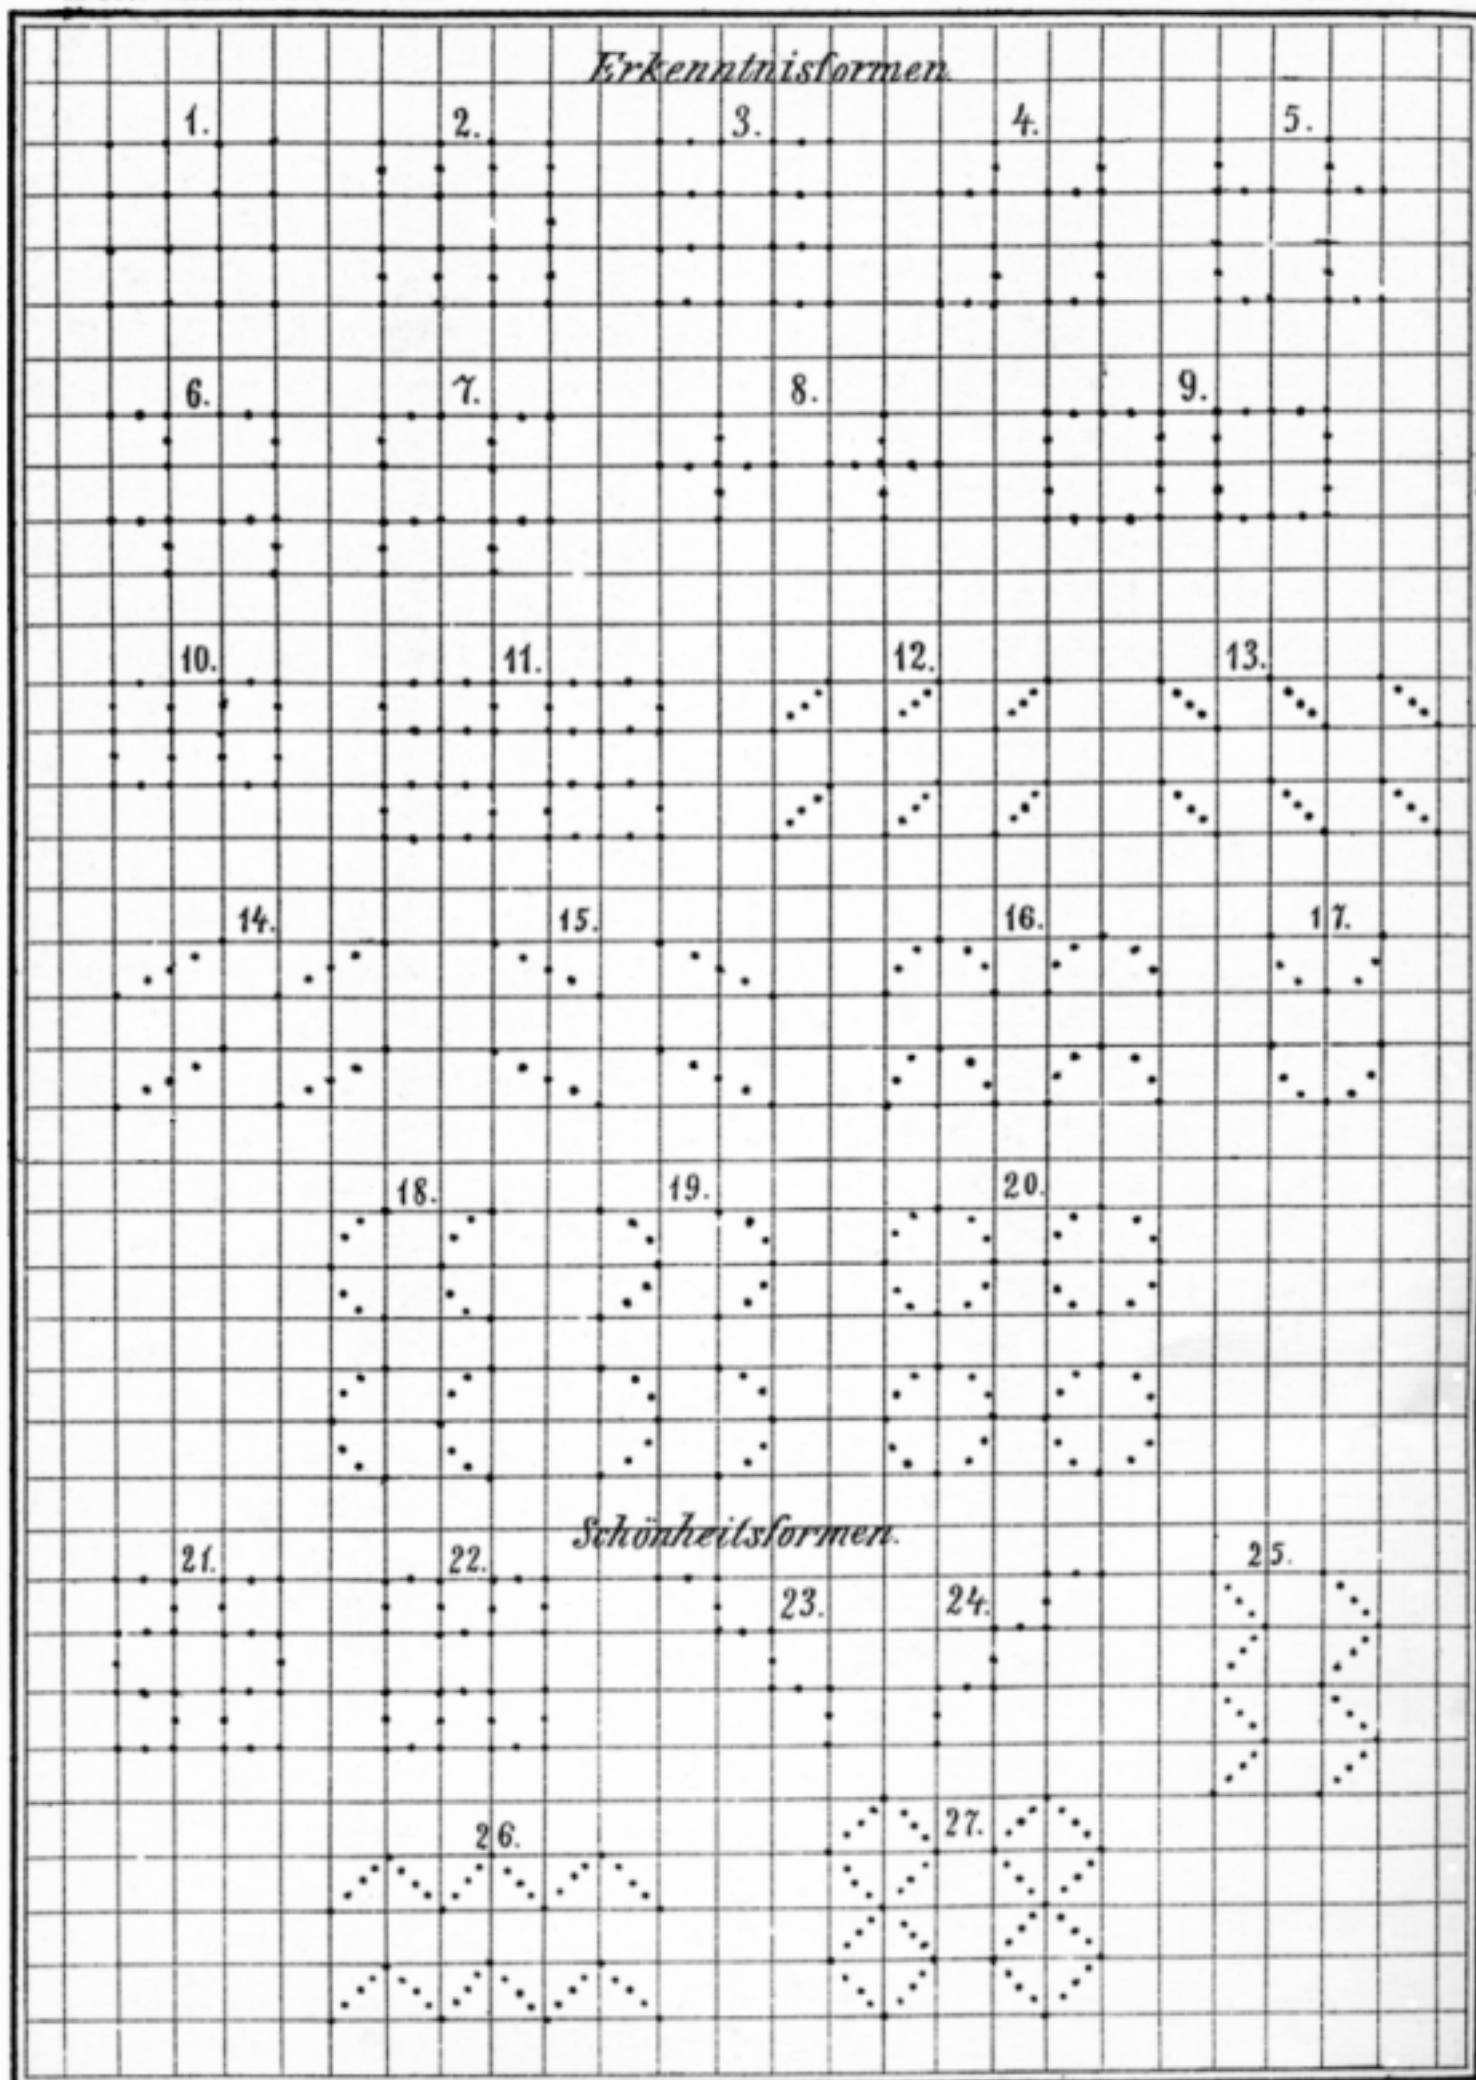 Erkenntnisformen
1. 2. 3. 4. 5.
6. 7. 8. 9.
10. 11. 12. 13.
14. 15. 16. 17.
18. 19. 20.
Schönheitsformen.
21. 22. 23. 24. 25.
26. 27.